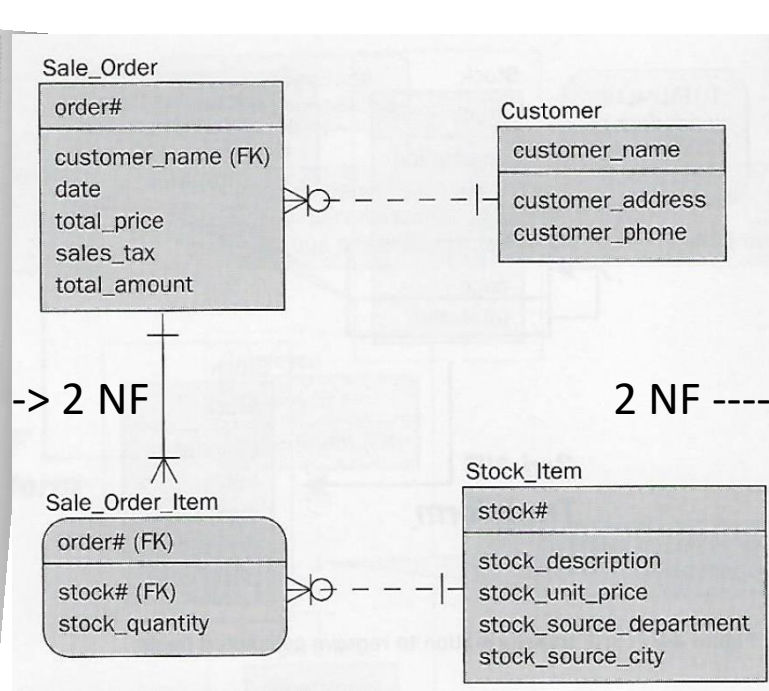 Sale_Order
order#
customer_name (FK)
date
total_price
sales_tax
total_amount
Customer
customer_name
customer_address
customer_phone
-> 2 NF
2 NF ----
Sale_Order_Item
order# (FK)
stock# (FK)
stock_quantity
Stock_Item
stock#
stock_description
stock_unit_price
stock_source_department
stock_source_city